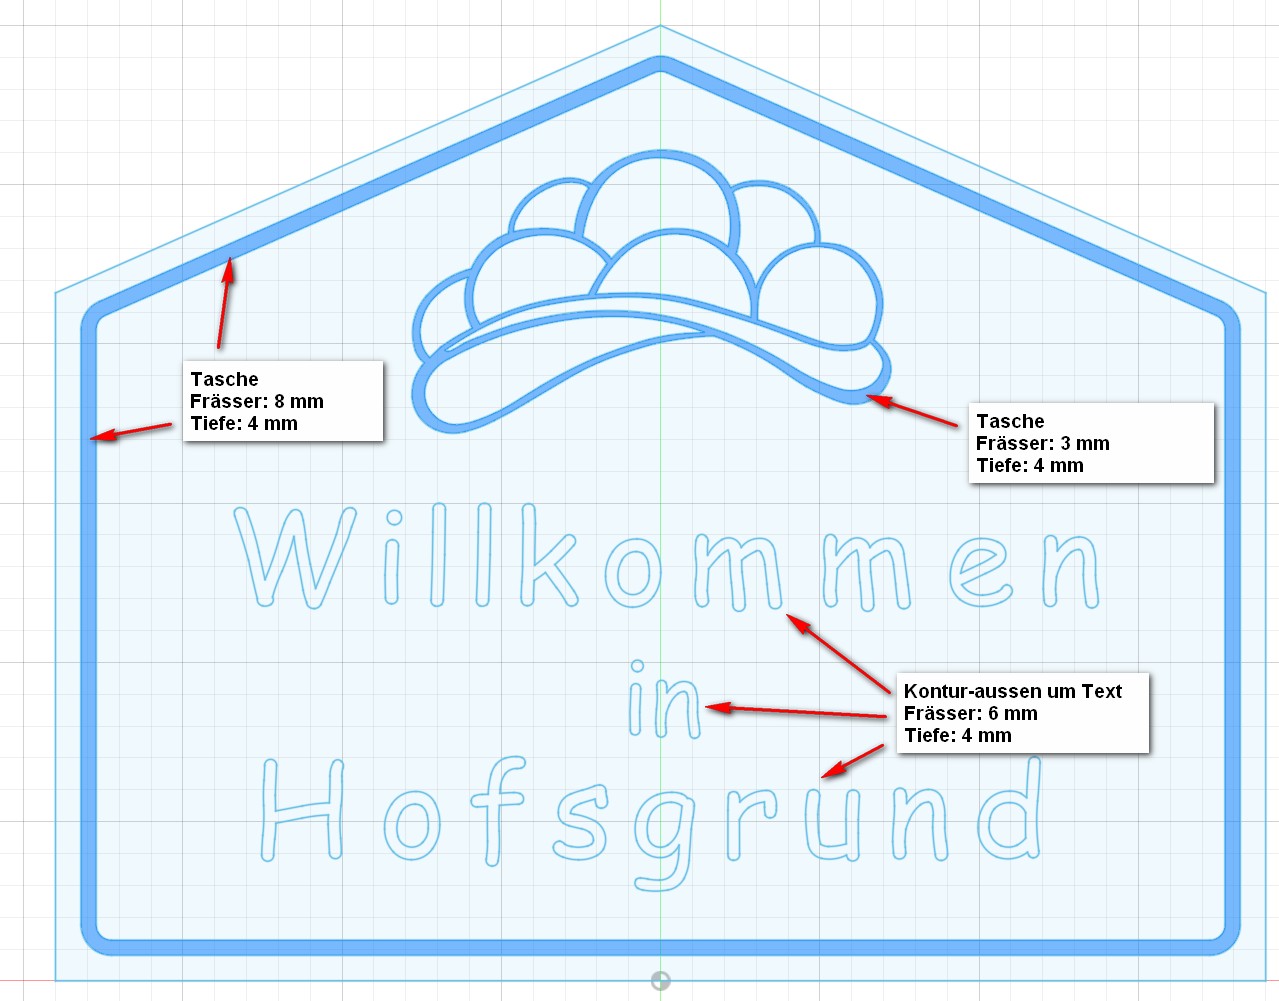 Tasche
Frässer: 8 mm
Tiefe: 4 mm
Tasche
Frässer: 3 mm
Tiefe: 4 mm
Willkommen
in
Hofsgrund
Kontur-aussen um Text
Frässer: 6 mm
Tiefe: 4 mm